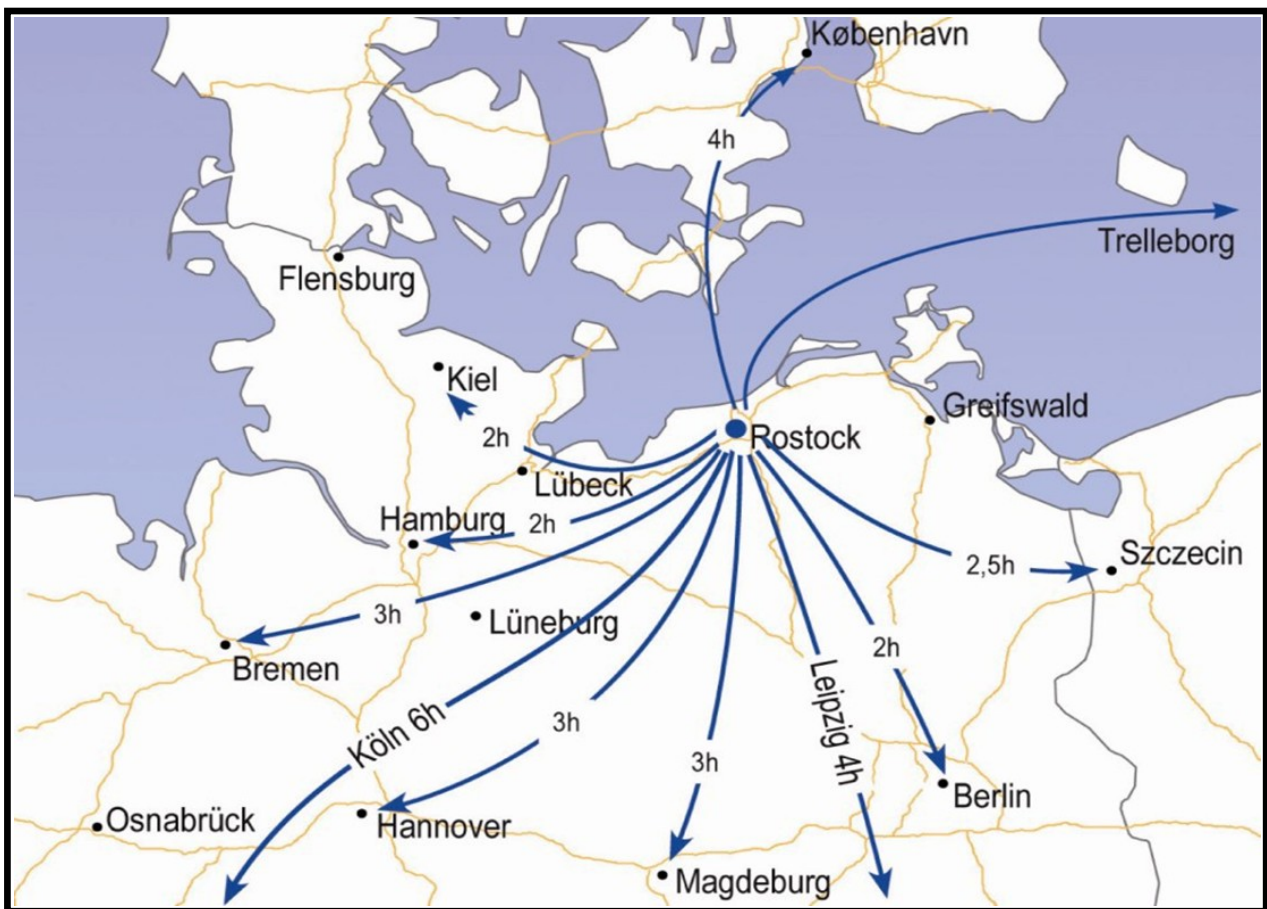 København
4h
Trelleborg
Flensburg
Kiel
2h
Greifswald
Rostock
Lübeck
Hamburg
2h
Szczecin
2,5h
3h
Lüneburg
Bremen
2h
Köln 6h
3h
Leipzig 4h
3h
Berlin
Osnabrück
Hannover
Magdeburg